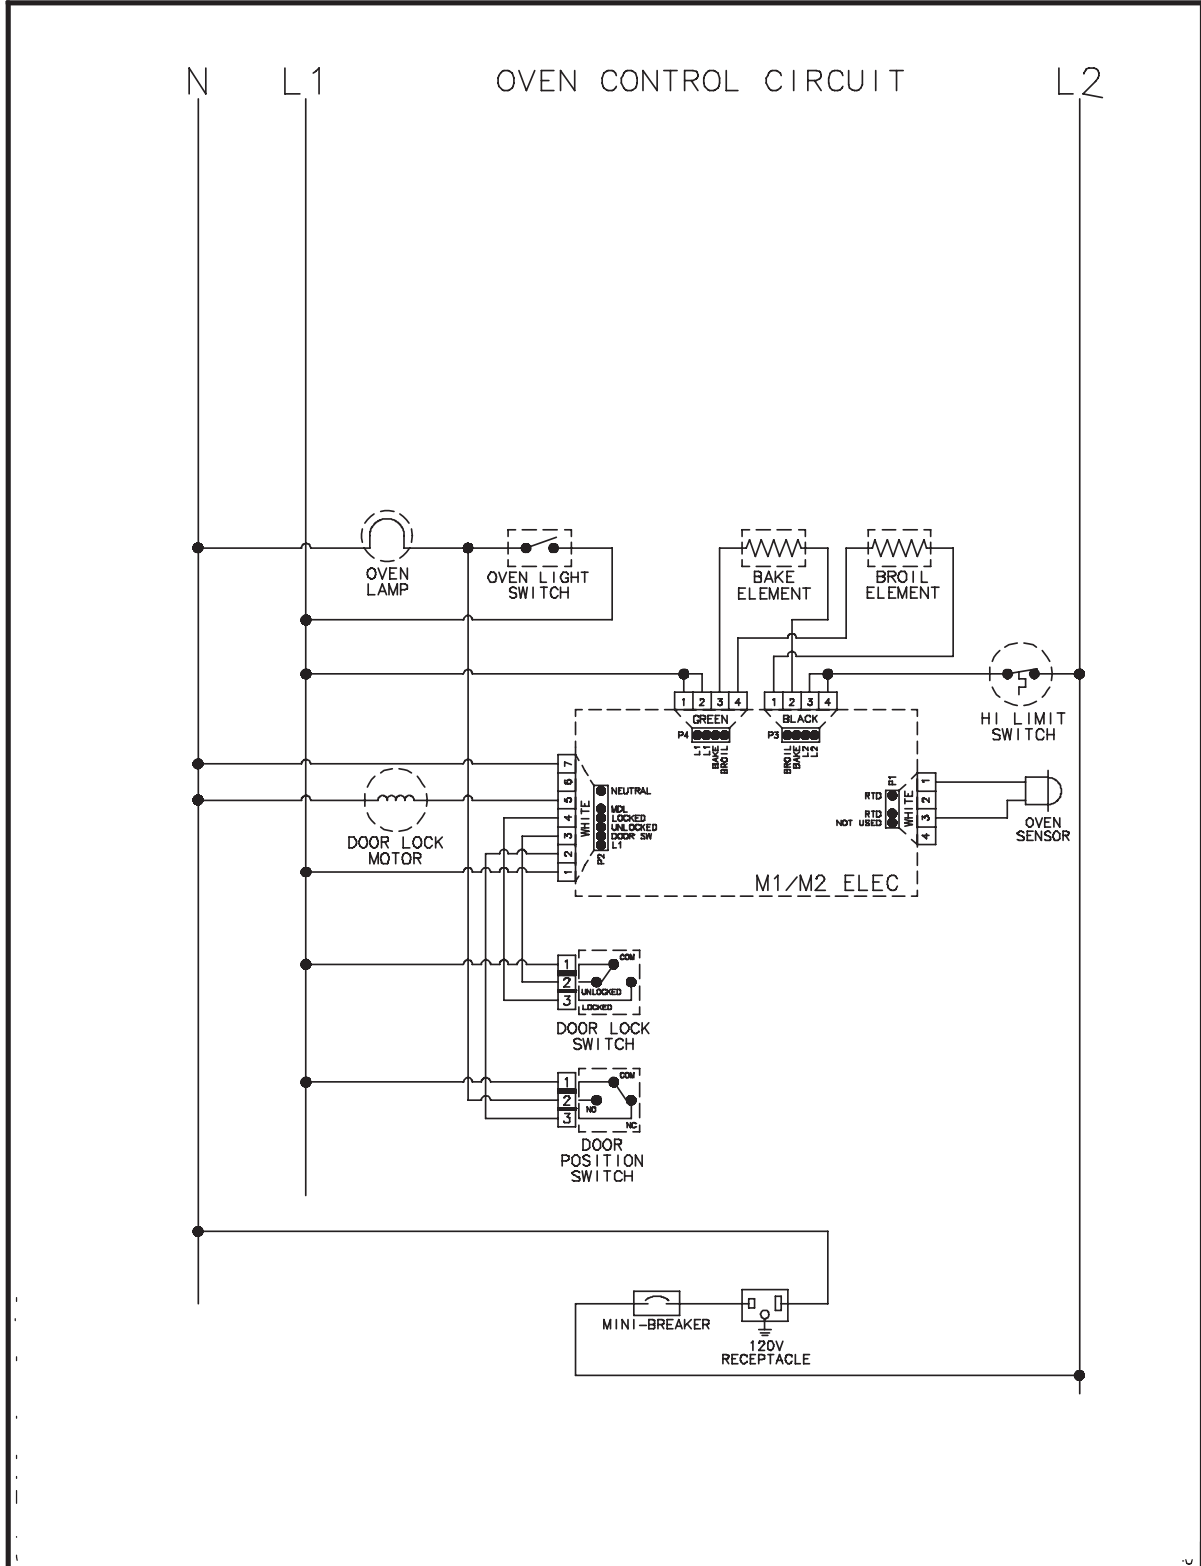 N
L1
OVEN CONTROL CIRCUIT
L2
OVEN
LAMP
OVEN LIGHT
SWITCH
BAKE
ELEMENT
BROIL
ELEMENT
HI LIMIT
SWITCH
1 2 3 4
GREEN
P4
L1
L1
BAKE
BROIL
1 2 3 4
BLACK
P3
BROIL
BAKE
L2
L2
7
6
5
4
3
2
1
WHITE
P2
NEUTRAL
MDL
LOCKED
UNLOCKED
DOOR SW
L1
DOOR LOCK
MOTOR
P1
RTD
RTD
NOT USED
WHITE
1
2
3
4
OVEN
SENSOR
M1/M2 ELEC
1
2
3
COM
UNLOCKED
LOCKED
DOOR LOCK
SWITCH
1
2
3
COM
NO
NC
DOOR
POSITION
SWITCH
MINI-BREAKER
120V
RECEPTACLE